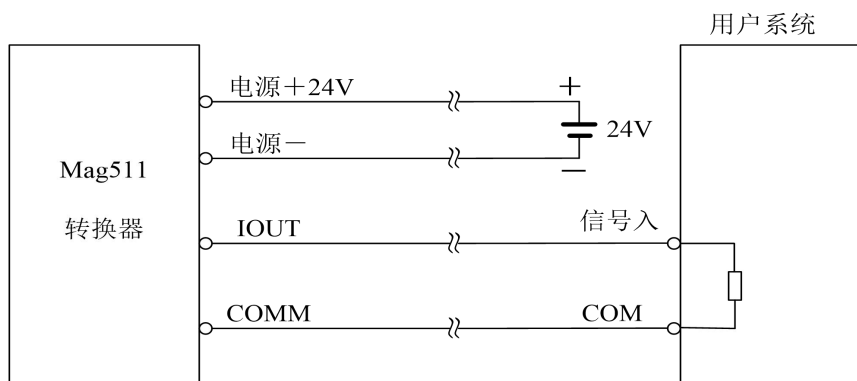 用户系统
电源＋24V
＋
24V
电源－
－
Mag511
转换器
IOUT
信号入
COMM
COM